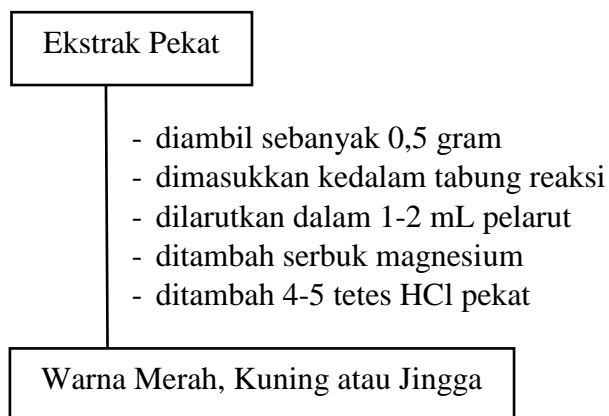 Ekstrak Pekat
- diambil sebanyak 0,5 gram
- dimasukkan kedalam tabung reaksi
- dilarutkan dalam 1-2 mL pelarut
- ditambah serbuk magnesium
- ditambah 4-5 tetes HCl pekat
Warna Merah, Kuning atau Jingga